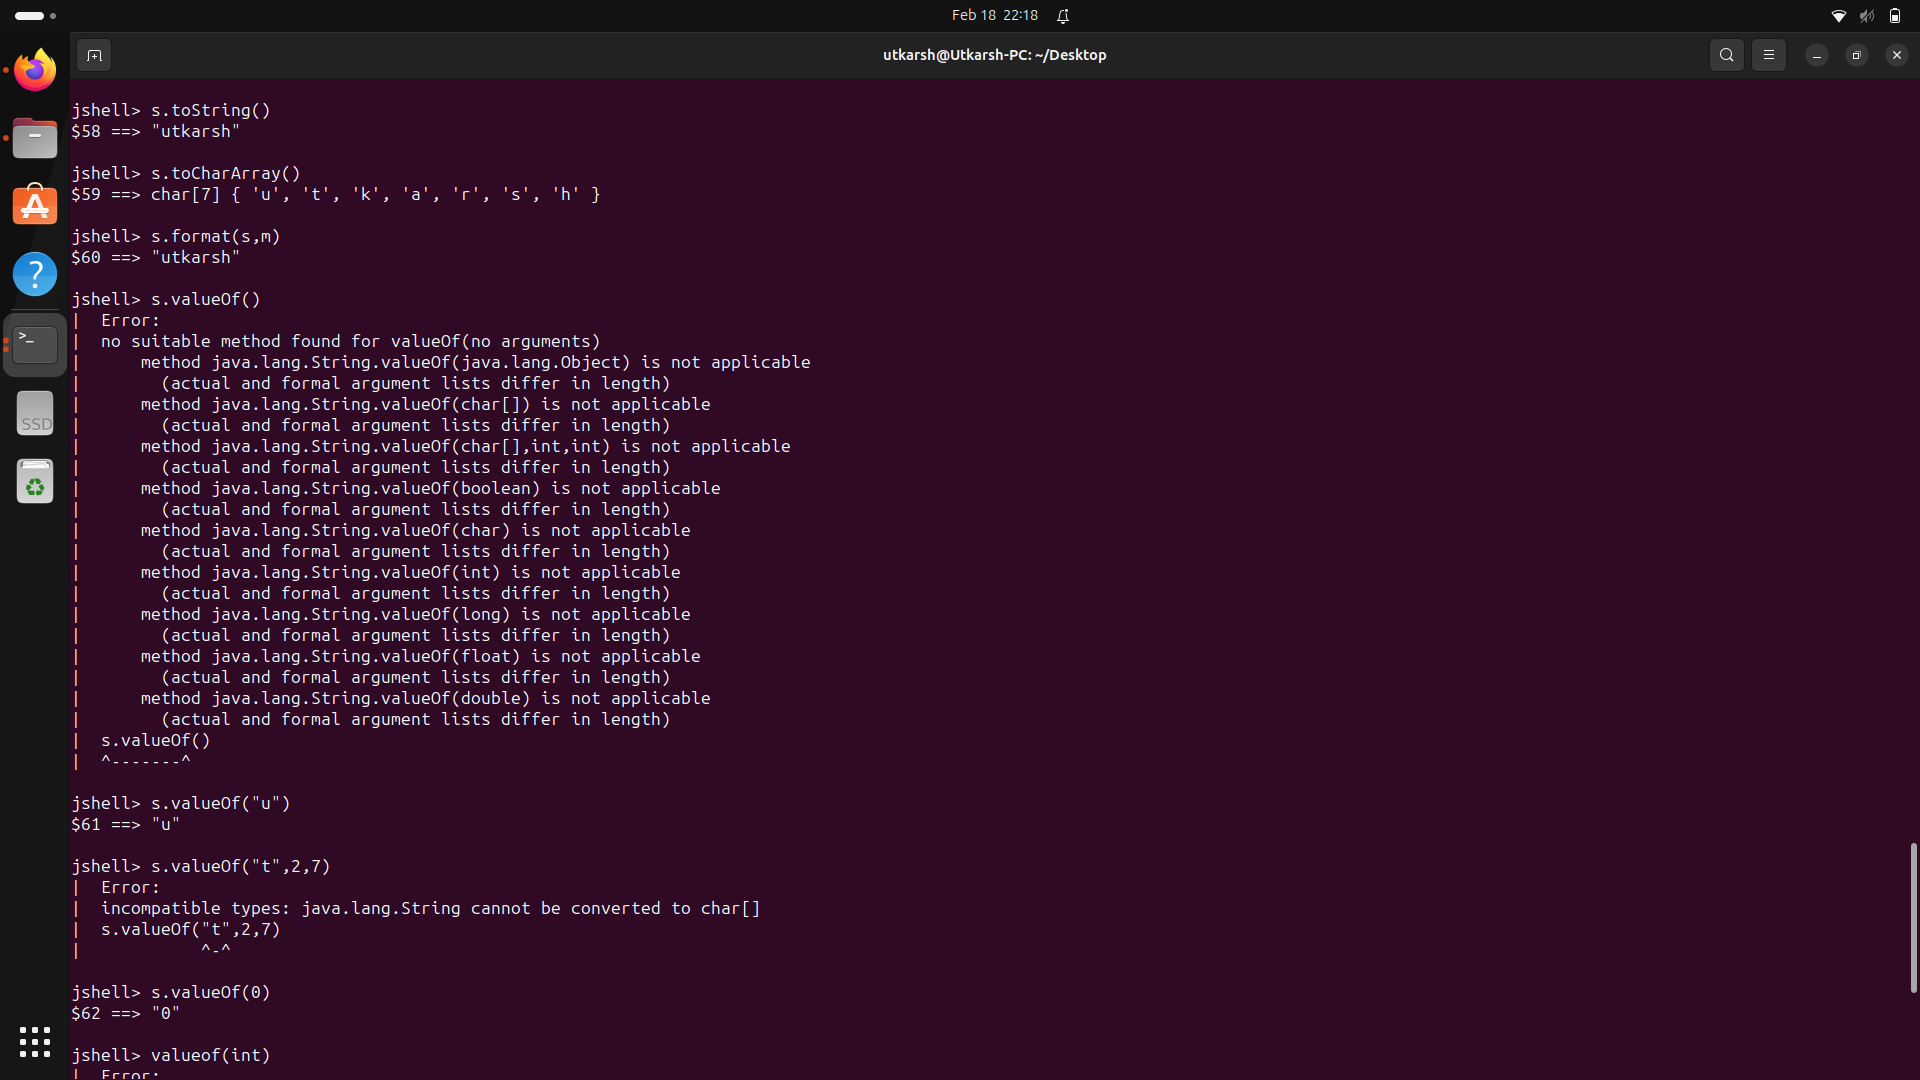 Feb 18 22:18
utkarsh@Utkarsh-PC: ~/Desktop
jshell> s.toString()
$58 ==> "utkarsh"
jshell> s.toCharArray()
$59 ==> char[7] { 'u', 't', 'k', 'a', 'r', 's', 'h' }
jshell> s.format(s,m)
$60 ==> "utkarsh"
jshell> s.valueOf()
|  Error:
|  no suitable method found for valueOf(no arguments)
|      method java.lang.String.valueOf(java.lang.Object) is not applicable
|        (actual and formal argument lists differ in length)
|      method java.lang.String.valueOf(char[]) is not applicable
|        (actual and formal argument lists differ in length)
|      method java.lang.String.valueOf(char[],int,int) is not applicable
|        (actual and formal argument lists differ in length)
|      method java.lang.String.valueOf(boolean) is not applicable
|        (actual and formal argument lists differ in length)
|      method java.lang.String.valueOf(char) is not applicable
|        (actual and formal argument lists differ in length)
|      method java.lang.String.valueOf(int) is not applicable
|        (actual and formal argument lists differ in length)
|      method java.lang.String.valueOf(long) is not applicable
|        (actual and formal argument lists differ in length)
|      method java.lang.String.valueOf(float) is not applicable
|        (actual and formal argument lists differ in length)
|      method java.lang.String.valueOf(double) is not applicable
|        (actual and formal argument lists differ in length)
|  s.valueOf()
|  ^-------^
jshell> s.valueOf("u")
$61 ==> "u"
jshell> s.valueOf("t",2,7)
|  Error:
|  incompatible types: java.lang.String cannot be converted to char[]
|  s.valueOf("t",2,7)
|            ^-^
jshell> s.valueOf(0)
$62 ==> "0"
jshell> valueof(int)
|  Error:
SSD